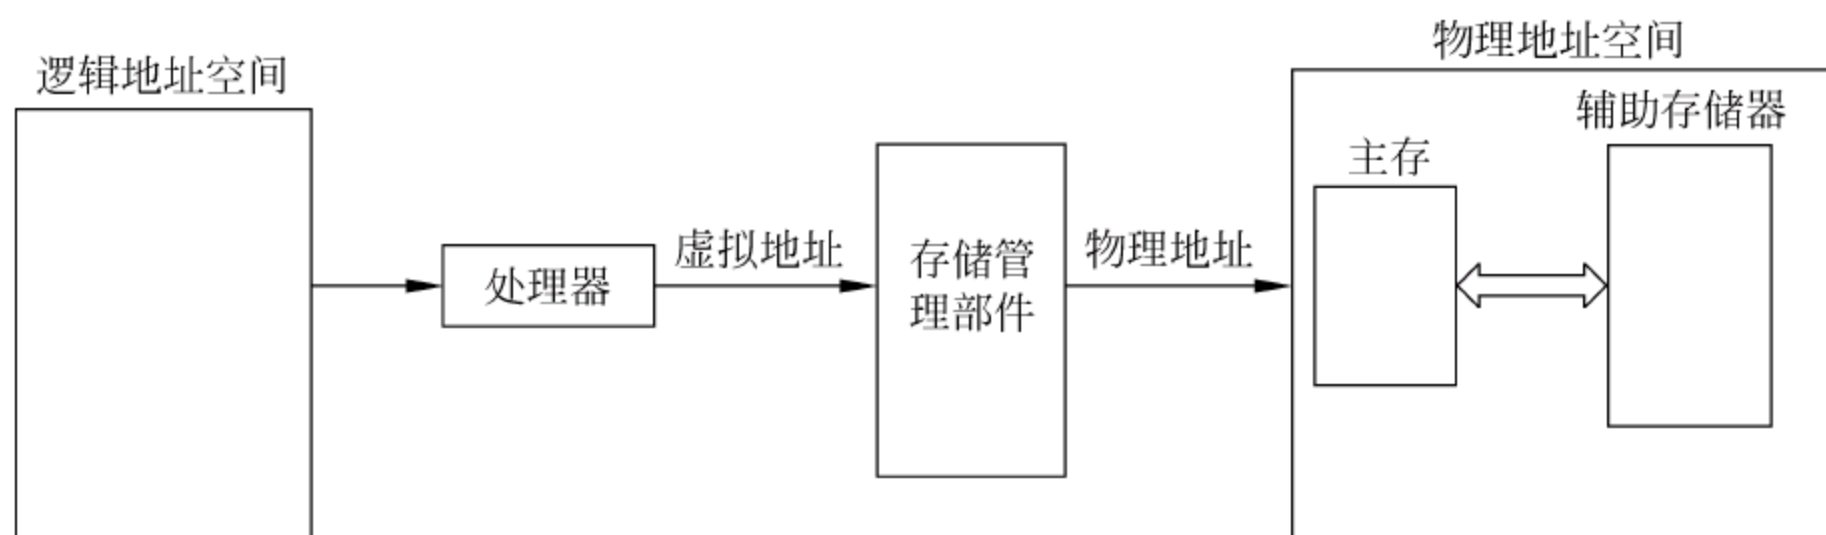 逻辑地址空间
处理器
虚拟地址
存储管
理部件
物理地址
物理地址空间
主存
辅助存储器